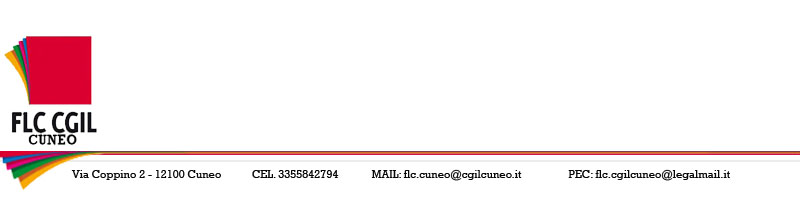 FLC CGIL
CUNEO
Via Coppino 2 - 12100 Cuneo CEL. 3355842794 MAIL: flc.cuneo@cgilcuneo.it PEC: flc.cgilcuneo@legalmail.it